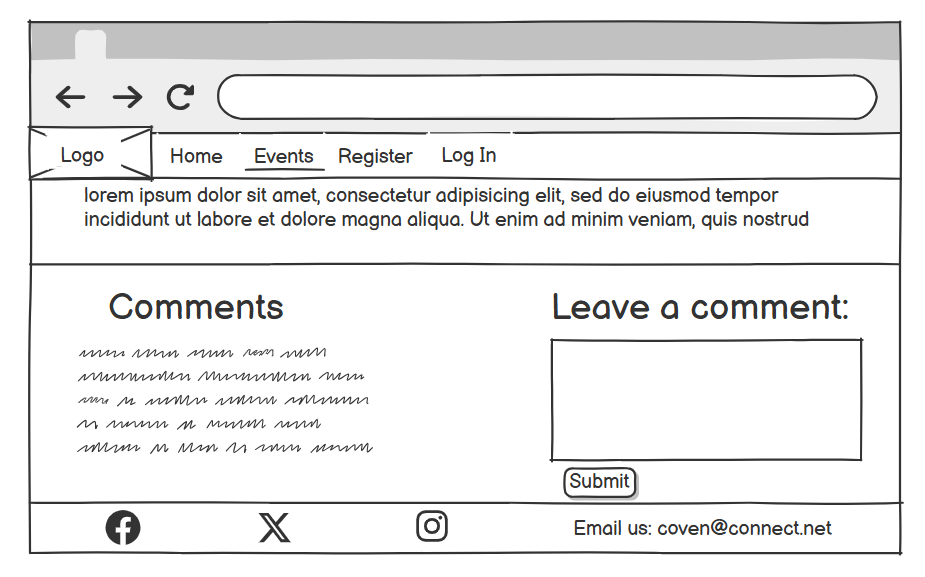 Logo
Home Events Register Log In
lorem ipsum dolor sit amet, consectetur adipisicing elit, sed do eiusmod tempor
incididunt ut labore et dolore magna aliqua. Ut enim ad minim veniam, quis nostrud
Comments
Leave a comment:
Submit
Email us: coven@connect.net